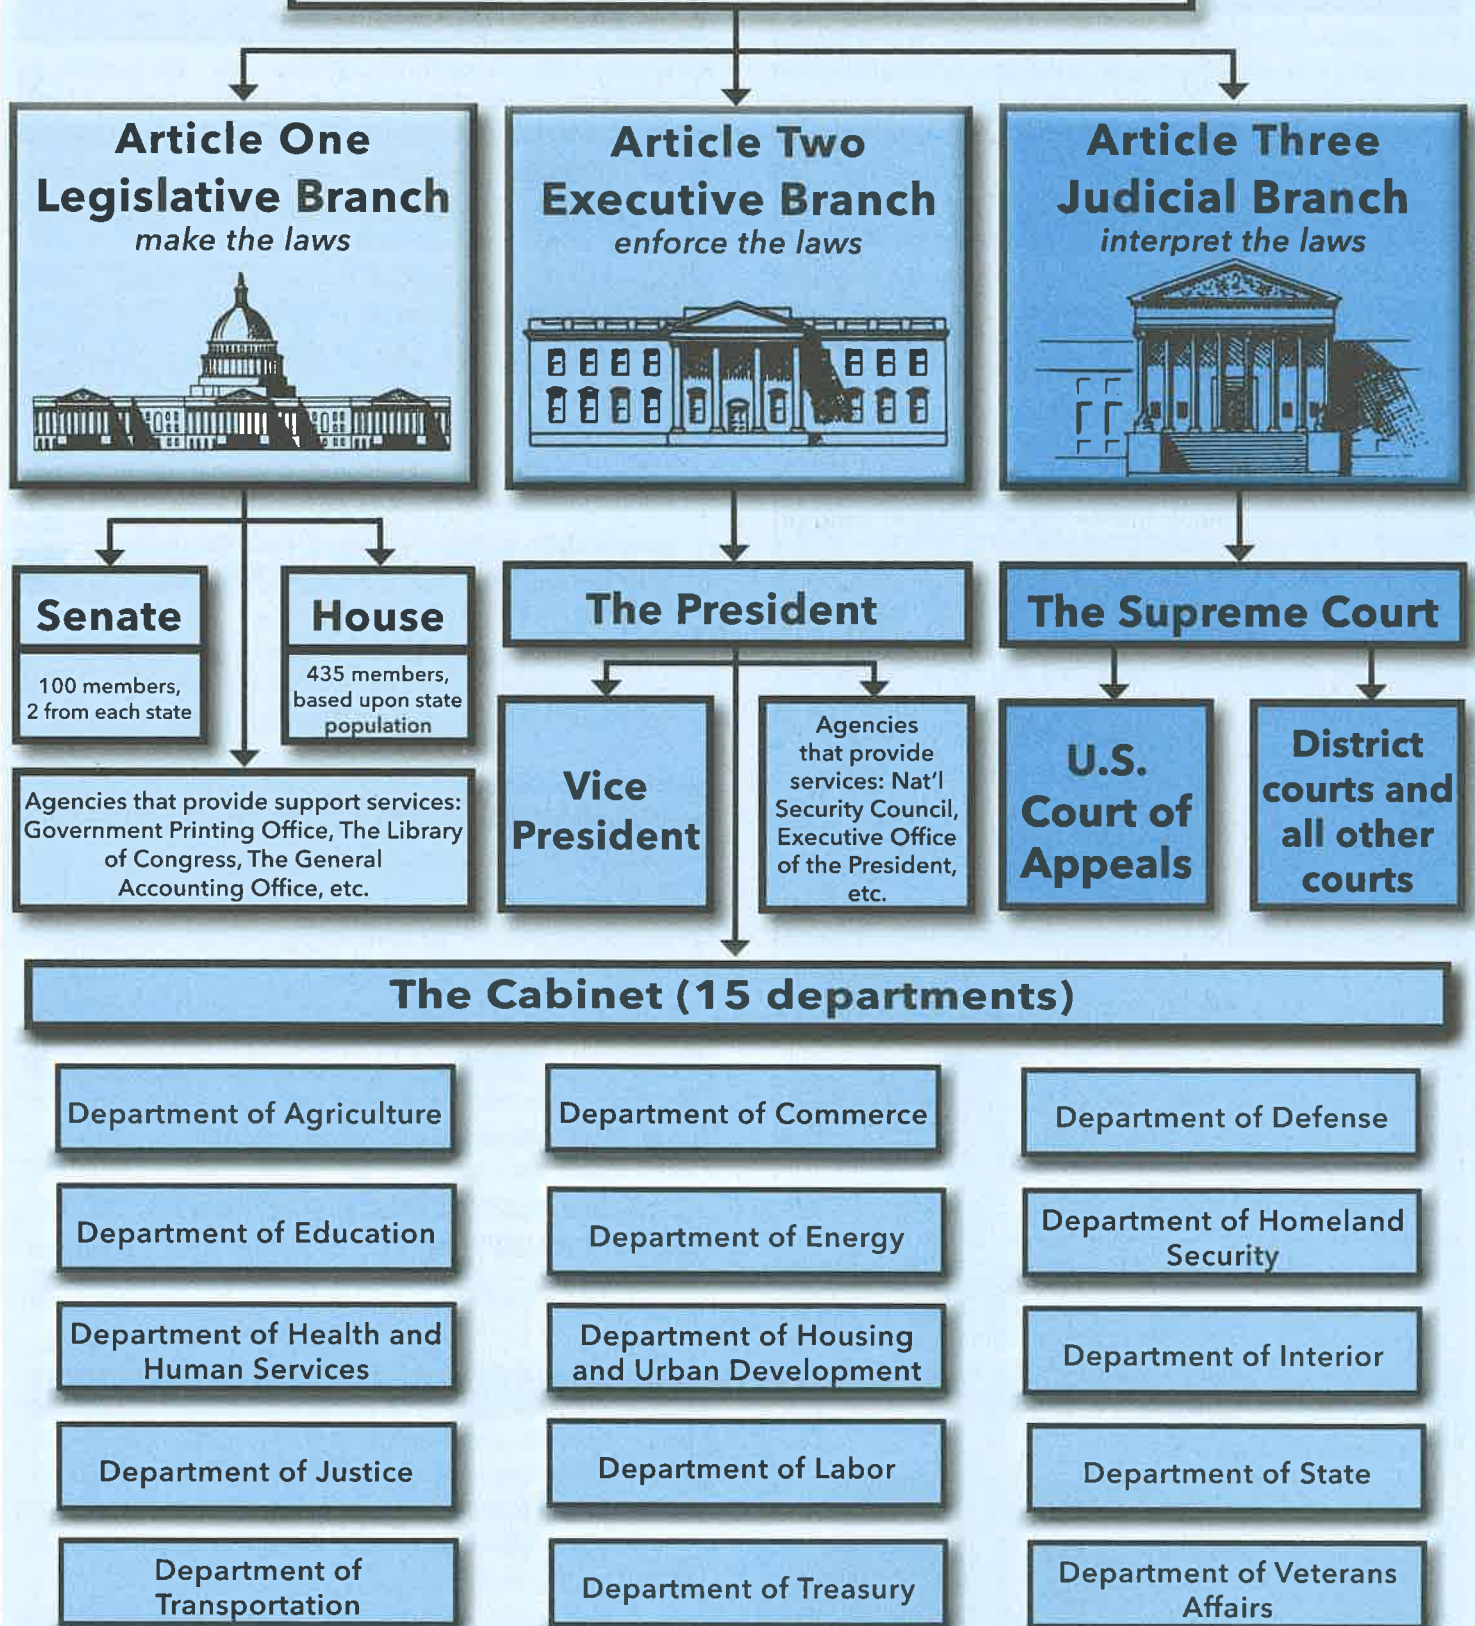 Article One
Legislative Branch
make the laws
Article Two
Executive Branch
enforce the laws
Article Three
Judicial Branch
interpret the laws
Senate
100 members,
2 from each state
House
435 members,
based upon state
population
Agencies that provide support services:
Government Printing Office, The Library
of Congress, The General
Accounting Office, etc.
The President
Vice
President
Agencies
that provide
services: Nat'l
Security Council,
Executive Office
of the President,
etc.
The Supreme Court
U.S.
Court of
Appeals
District
courts and
all other
courts
The Cabinet (15 departments)
Department of Agriculture
Department of Commerce
Department of Defense
Department of Education
Department of Energy
Department of Homeland
Security
Department of Health and
Human Services
Department of Housing
and Urban Development
Department of Interior
Department of Justice
Department of Labor
Department of State
Department of
Transportation
Department of Treasury
Department of Veterans
Affairs